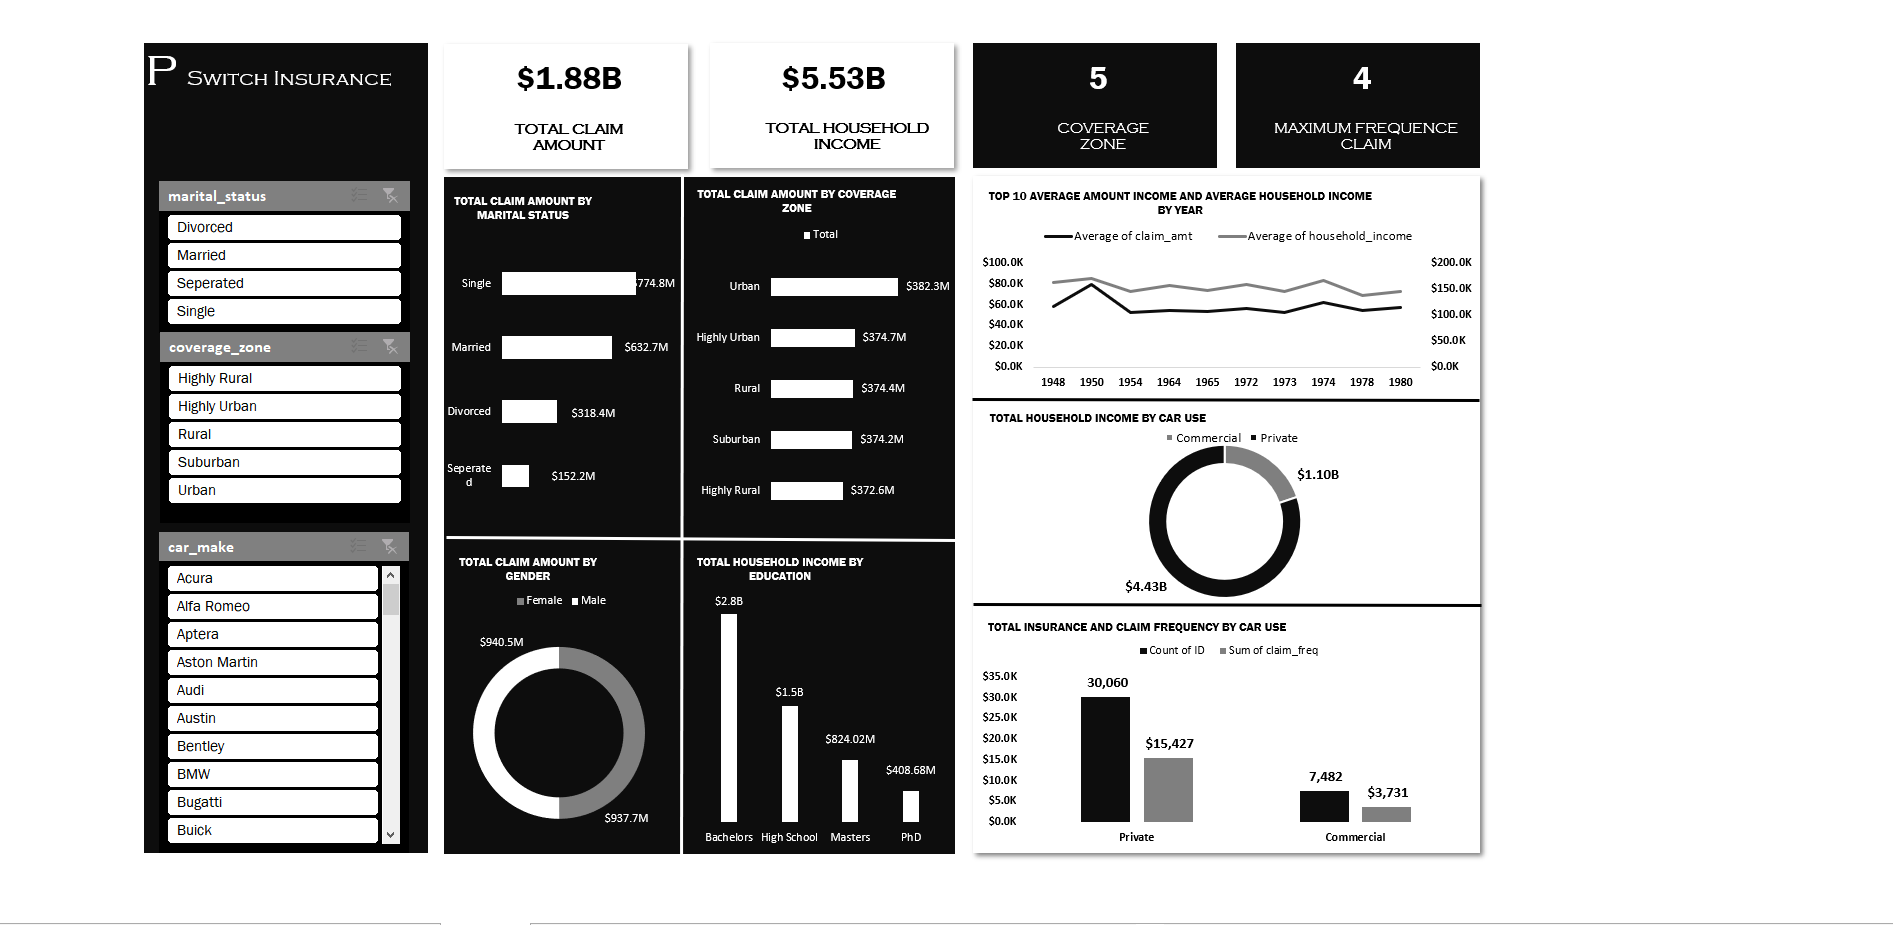 P SWITCH INSURANCE
marital_status
Divorced
Married
Seperated
Single
coverage_zone
Highly Rural
Highly Urban
Rural
Suburban
Urban
car_make
Acura
Alfa Romeo
Aptera
Aston Martin
Audi
Austin
Bentley
BMW
Bugatti
Buick
$1.88B
TOTAL CLAIM
AMOUNT
$5.53B
TOTAL HOUSEHOLD
INCOME
5
COVERAGE
ZONE
4
MAXIMUM FREQUENCE
CLAIM
TOTAL CLAIM AMOUNT BY
MARITAL STATUS
Single $774.8M
Married $632.7M
Divorced $318.4M
Seperate
d $152.2M
TOTAL CLAIM AMOUNT BY COVERAGE
ZONE
Total
Urban $382.3M
Highly Urban $374.7M
Rural $374.4M
Suburban $374.2M
Highly Rural $372.6M
TOTAL CLAIM AMOUNT BY
GENDER
Female Male
$940.5M
$937.7M
TOTAL HOUSEHOLD INCOME BY
EDUCATION
$2.8B
$1.5B
$824.02M
$408.68M
Bachelors High School Masters PhD
TOP 10 AVERAGE AMOUNT INCOME AND AVERAGE HOUSEHOLD INCOME
BY YEAR
Average of claim_amt Average of household_income
$100.0K $200.0K
$80.0K $150.0K
$60.0K $100.0K
$40.0K
$20.0K $50.0K
$0.0K $0.0K
1948 1950 1954 1964 1965 1972 1973 1974 1978 1980
TOTAL HOUSEHOLD INCOME BY CAR USE
Commercial Private
$1.10B
$4.43B
TOTAL INSURANCE AND CLAIM FREQUENCY BY CAR USE
Count of ID Sum of claim_freq
$35.0K
$30.0K
$25.0K
$20.0K
$15.0K
$10.0K
$5.0K
$0.0K
30,060
$15,427
7,482
$3,731
Private Commercial